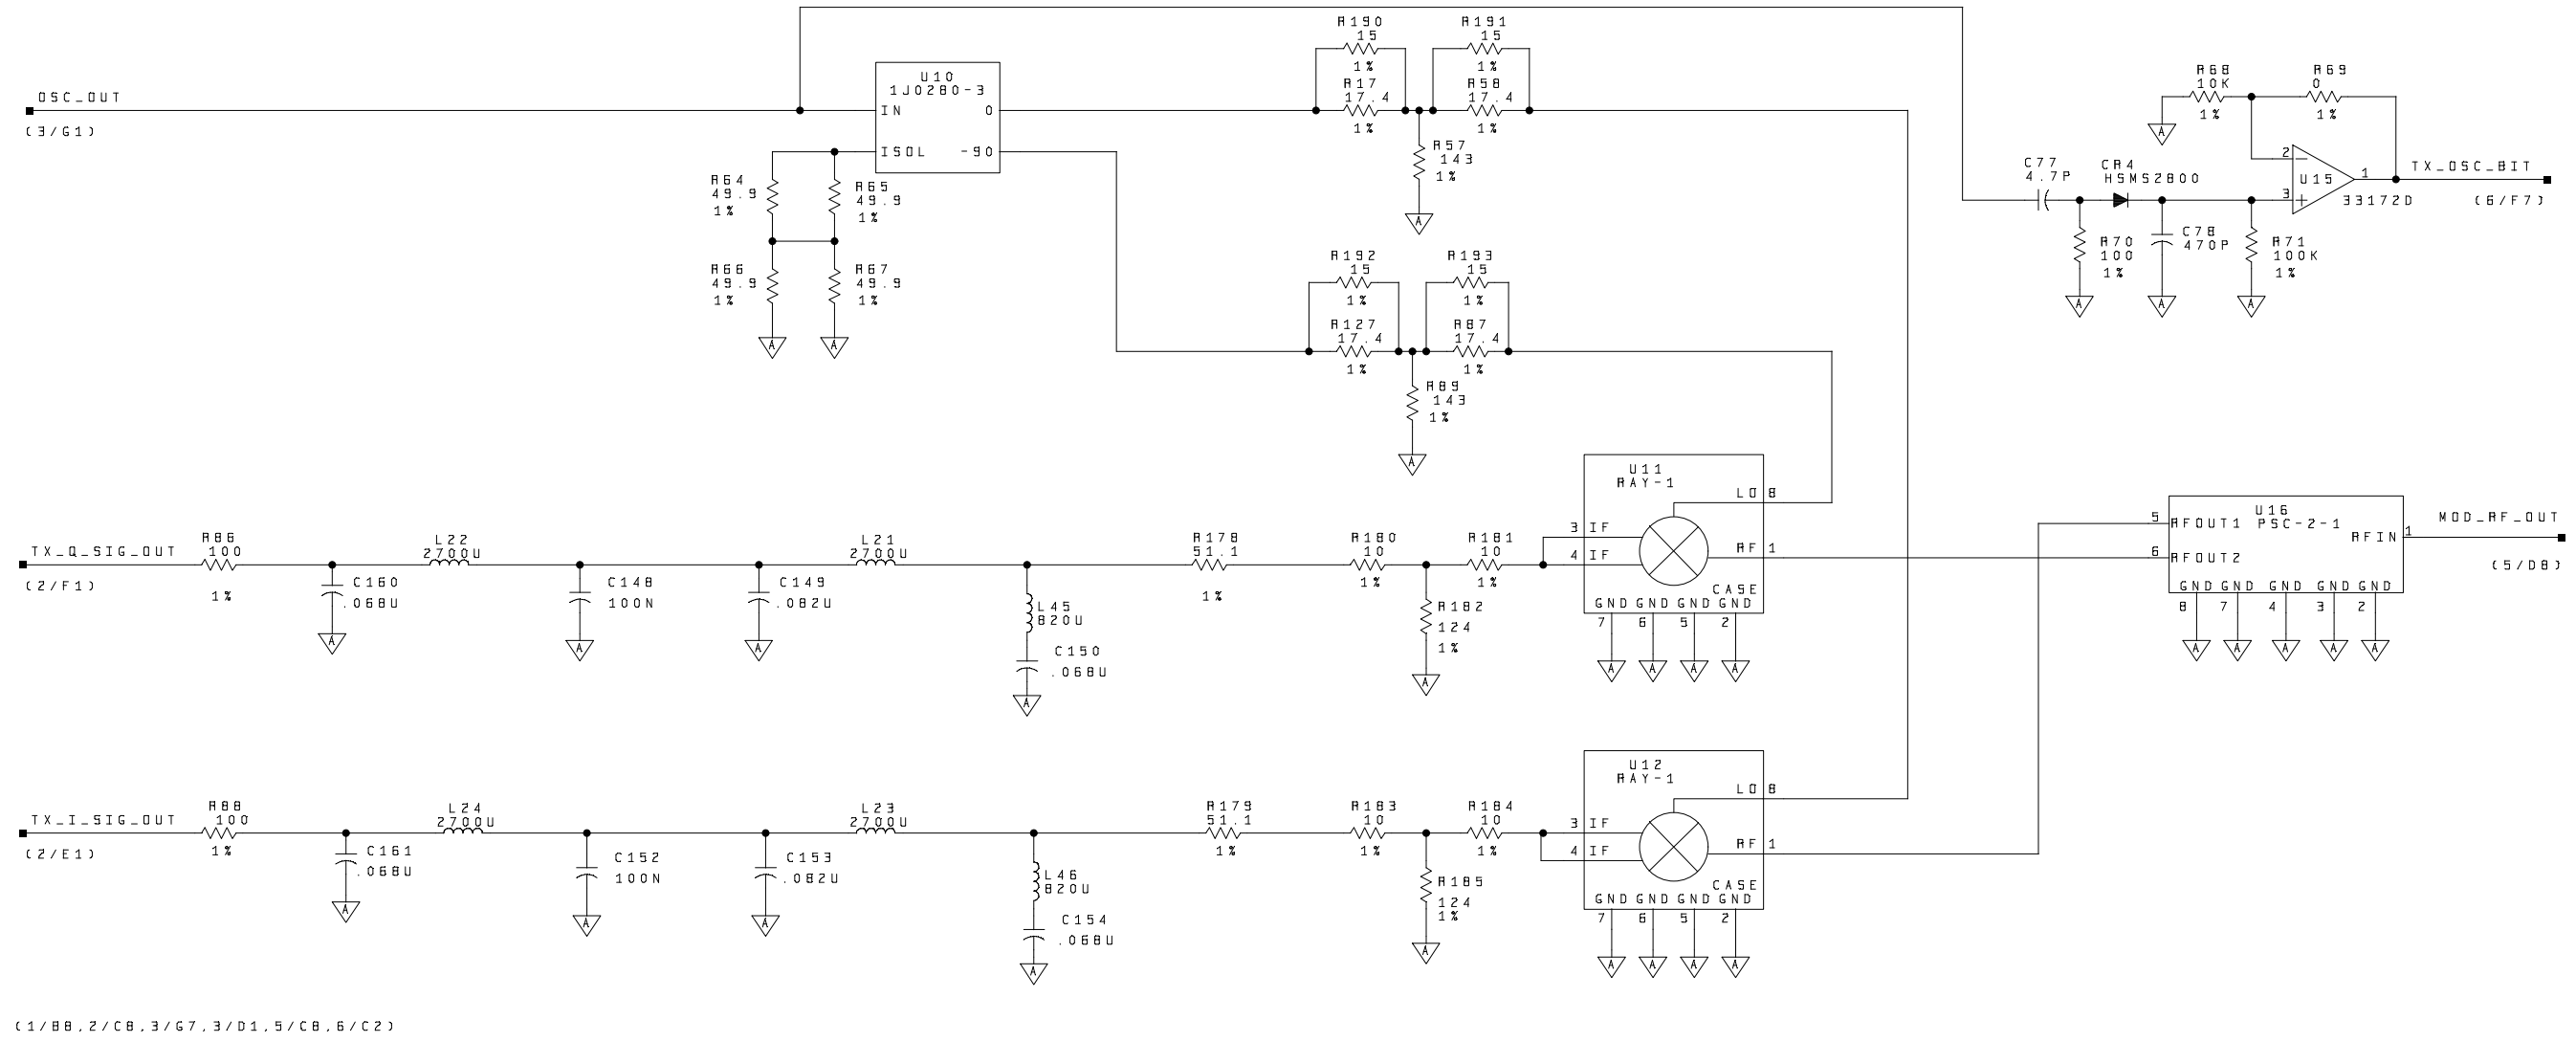 OSC_OUT
(3/G1)
U10
1J0280-3
IN
0
ISOL
-90
R64
49.9
1%
R65
49.9
1%
R66
49.9
1%
R67
49.9
1%
A
A
R190
15
1%
R17
17.4
1%
R191
15
1%
R58
17.4
1%
R57
143
1%
A
R192
15
1%
R127
17.4
1%
R193
15
1%
R87
17.4
1%
R89
143
1%
A
R68
10K
1%
R69
0
1%
A
C77
4.7P
CR4
HSMS2800
2
3
1
U15
33172D
TX_OSC_BIT
(6/F7)
R70
100
1%
C78
470P
R71
100K
1%
A
A
A
TX_Q_SIG_OUT
(2/F1)
R86
100
1%
C160
.068U
A
L22
2700U
C148
100N
A
C149
.082U
A
L21
2700U
L45
820U
C150
.068U
A
R178
51.1
1%
R180
10
1%
R181
10
1%
R182
124
1%
A
U11
RAY-1
LO 8
3 IF
4 IF
RF 1
CASE
GND GND GND GND
7 6 5 2
A A A A
U16
PSC-2-1
5 RFOUT1
6 RFOUT2
RFIN 1
GND GND GND GND GND
8 7 4 3 2
A A A A A
MOD_RF_OUT
(5/D8)
TX_I_SIG_OUT
(2/E1)
R88
100
1%
C161
.068U
A
L24
2700U
C152
100N
A
C153
.082U
A
L23
2700U
L46
820U
C154
.068U
A
R179
51.1
1%
R183
10
1%
R184
10
1%
R185
124
1%
A
U12
RAY-1
LO 8
3 IF
4 IF
RF 1
CASE
GND GND GND GND
7 6 5 2
A A A A
(1/B8,2/C8,3/G7,3/D1,5/C8,6/C2)